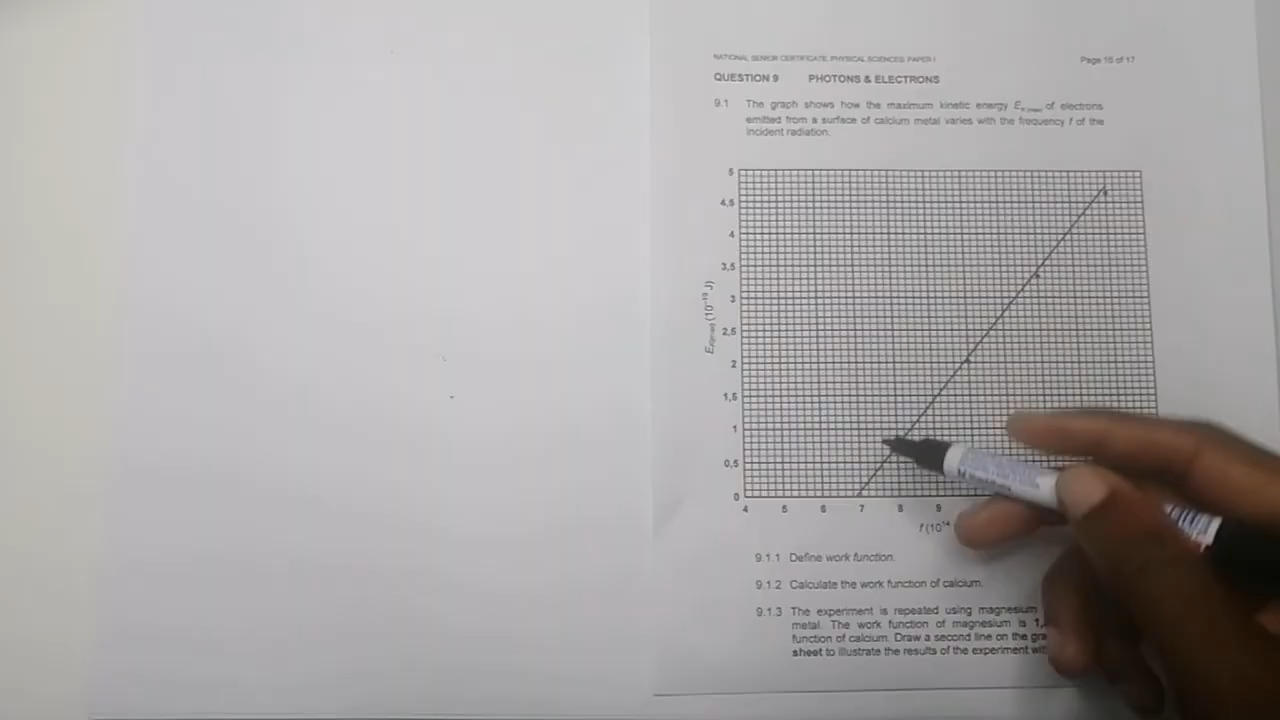 NATIONAL SENIOR CERTIFICATE: PHYSICAL SCIENCES: PAPER I
Page 16 of 17
QUESTION 9 PHOTONS & ELECTRONS
9.1 The graph shows how the maximum kinetic energy E of electrons
emitted from a surface of calcium metal varies with the frequency f of the
incident radiation.
5
4,5
4
3,5
3
2,5
2
1,5
1
0,5
0
(10⁻¹⁹ J)
4 5 6 7 8 9
f (10¹⁴
9.1.1 Define work function.
9.1.2 Calculate the work function of calcium.
9.1.3 The experiment is repeated using magnesium
metal. The work function of magnesium is 1,
function of calcium. Draw a second line on the
sheet to illustrate the results of the experiment